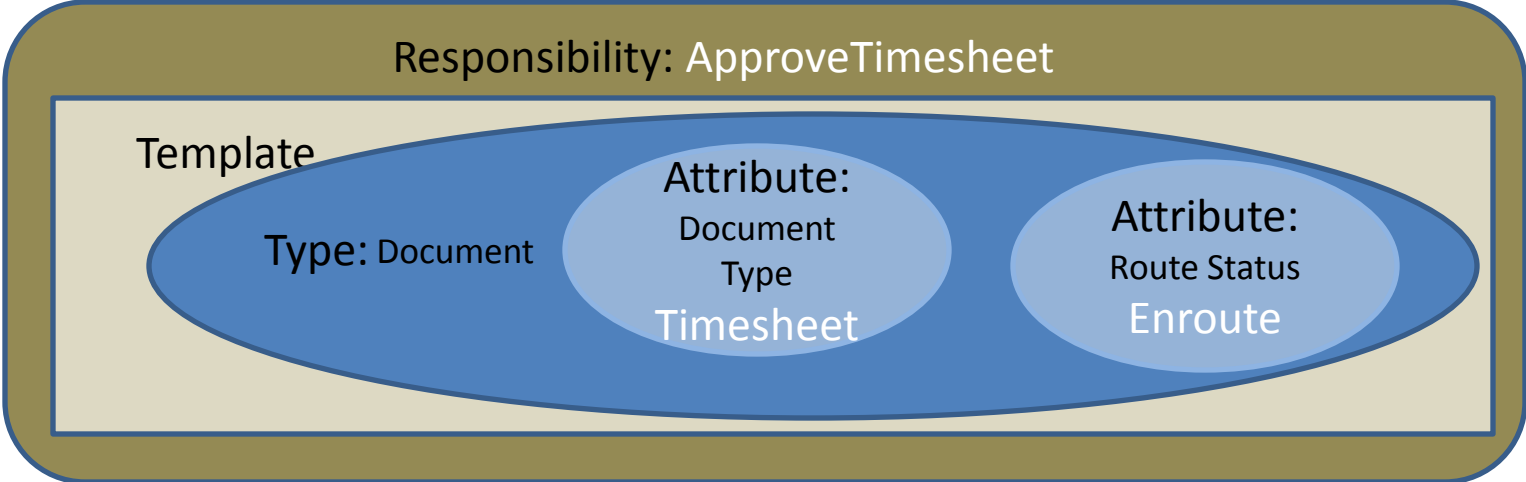 Responsibility: ApproveTimesheet
Template
Type: Document
Attribute:
Document
Type
Timesheet
Attribute:
Route Status
Enroute